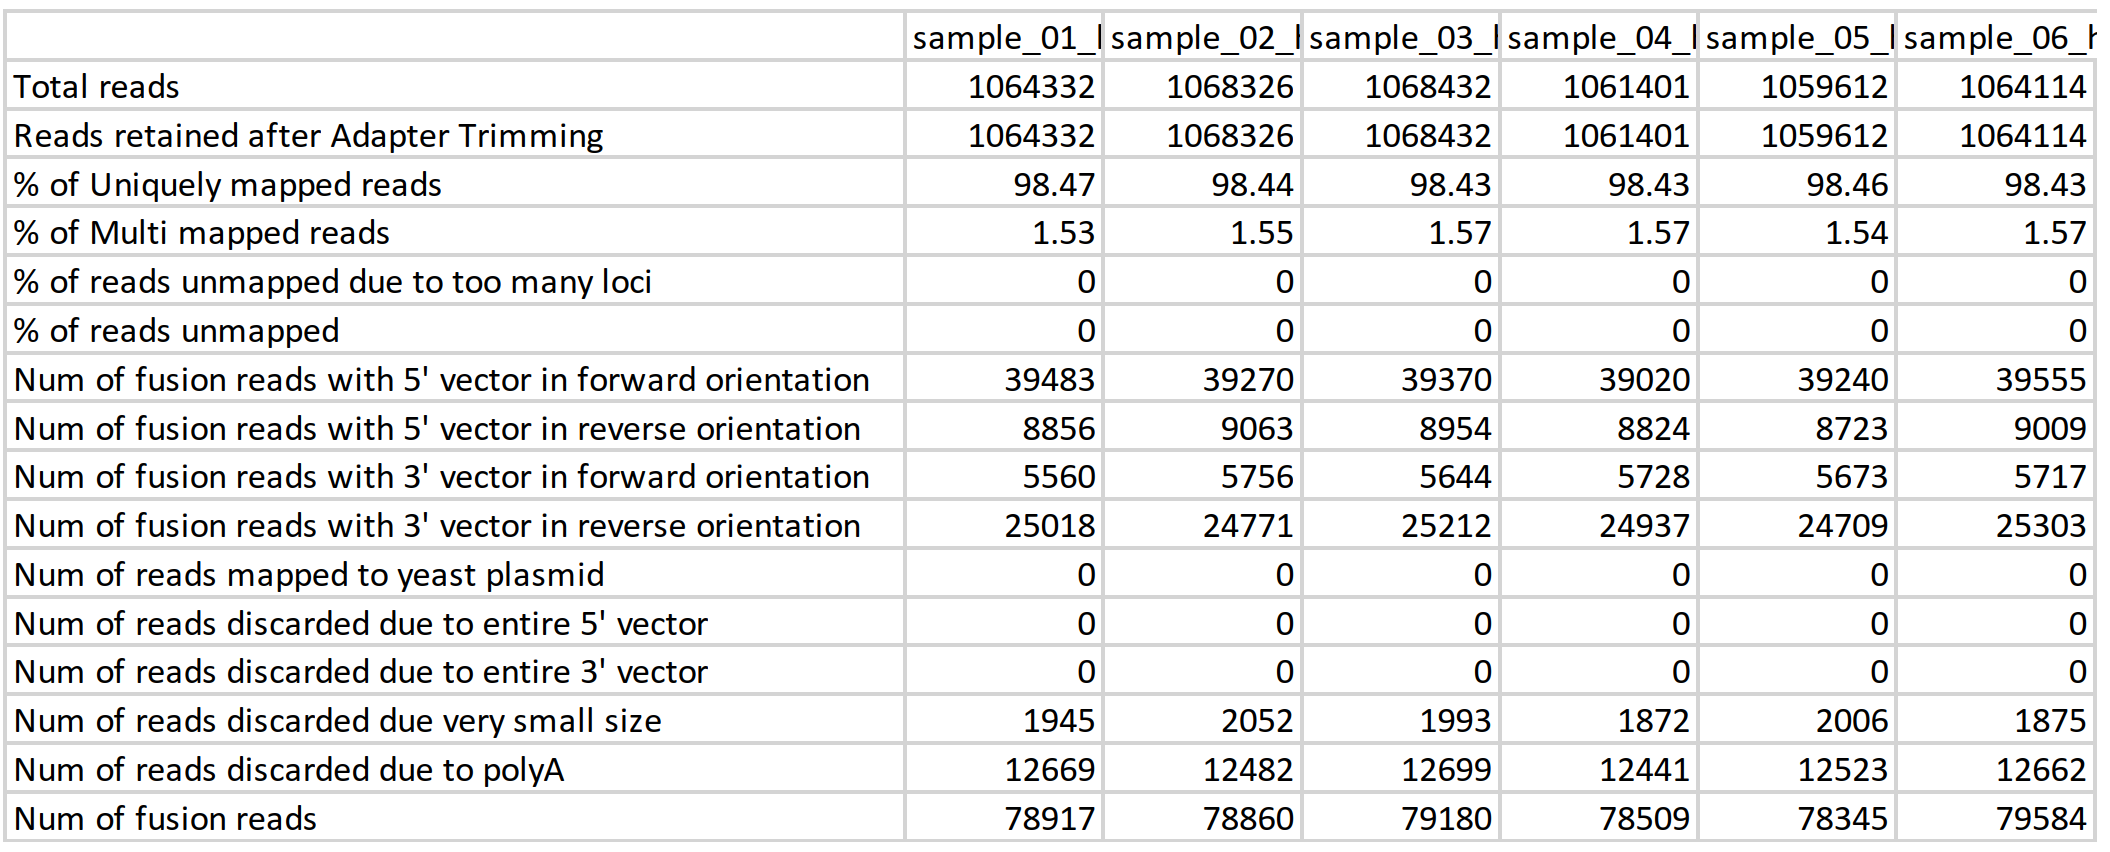 sample_01_ sample_02_ sample_03_ sample_04_ sample_05_ sample_06_
Total reads 1064332 1068326 1068432 1061401 1059612 1064114
Reads retained after Adapter Trimming 1064332 1068326 1068432 1061401 1059612 1064114
% of Uniquely mapped reads 98.47 98.44 98.43 98.43 98.46 98.43
% of Multi mapped reads 1.53 1.55 1.57 1.57 1.54 1.57
% of reads unmapped due to too many loci 0 0 0 0 0 0
% of reads unmapped 0 0 0 0 0 0
Num of fusion reads with 5' vector in forward orientation 39483 39270 39370 39020 39240 39555
Num of fusion reads with 5' vector in reverse orientation 8856 9063 8954 8824 8723 9009
Num of fusion reads with 3' vector in forward orientation 5560 5756 5644 5728 5673 5717
Num of fusion reads with 3' vector in reverse orientation 25018 24771 25212 24937 24709 25303
Num of reads mapped to yeast plasmid 0 0 0 0 0 0
Num of reads discarded due to entire 5' vector 0 0 0 0 0 0
Num of reads discarded due to entire 3' vector 0 0 0 0 0 0
Num of reads discarded due very small size 1945 2052 1993 1872 2006 1875
Num of reads discarded due to polyA 12669 12482 12699 12441 12523 12662
Num of fusion reads 78917 78860 79180 78509 78345 79584